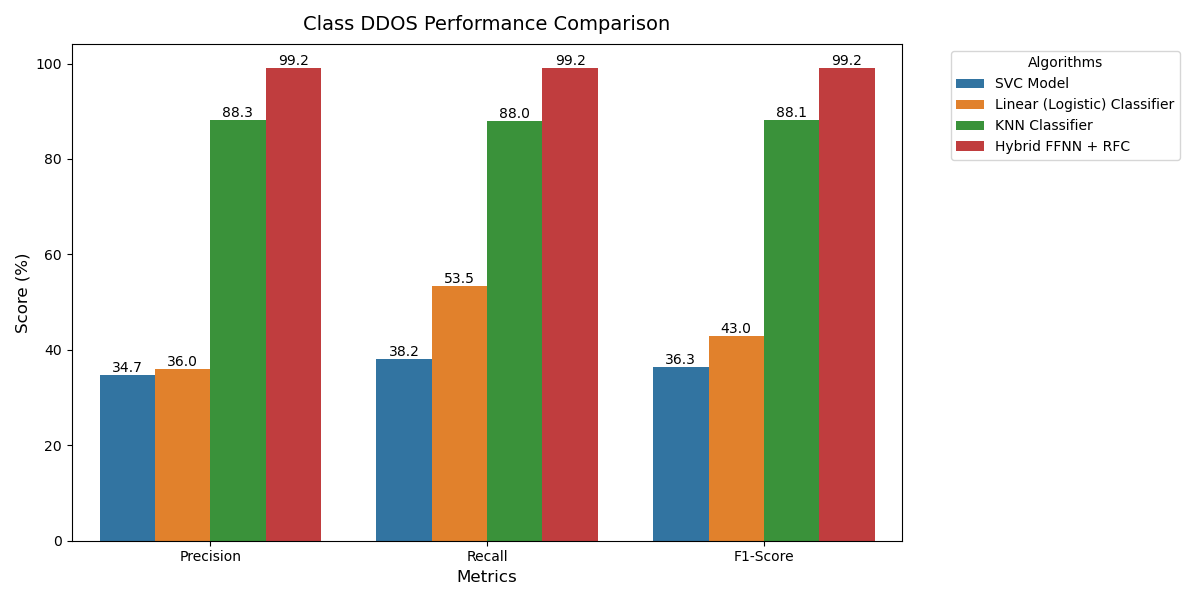 Class DDOS Performance Comparison
Score (%)
100
80
60
40
20
0
34.7
36.0
88.3
99.2
38.2
53.5
88.0
99.2
36.3
43.0
88.1
99.2
Precision
Recall
F1-Score
Metrics
Algorithms
SVC Model
Linear (Logistic) Classifier
KNN Classifier
Hybrid FFNN + RFC